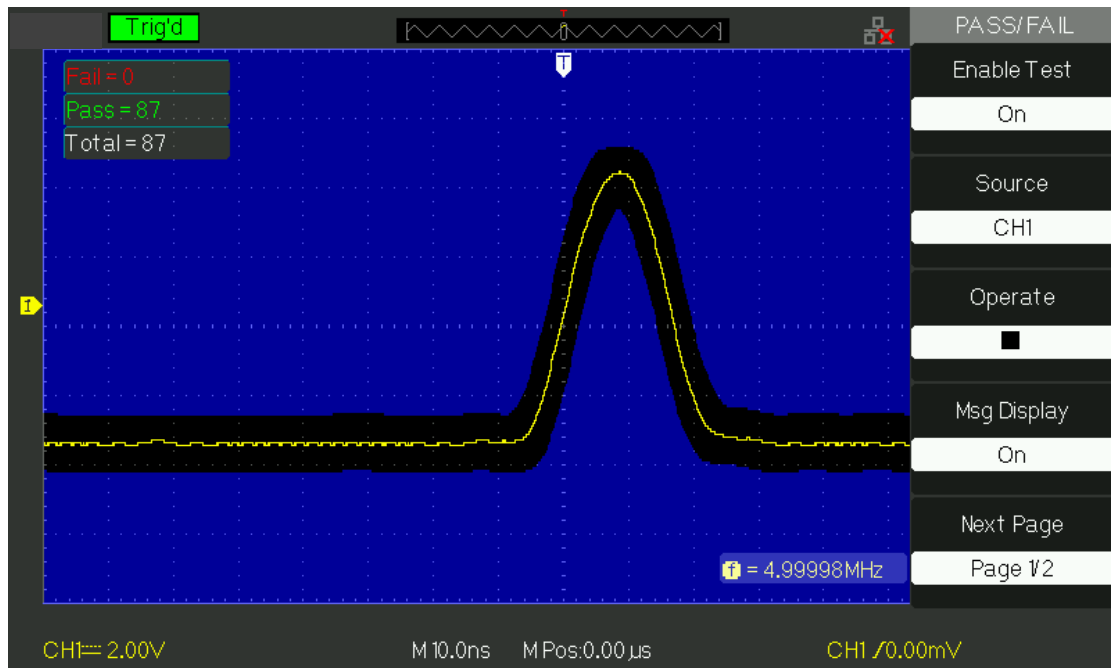 Trig'd
T
PASS/FAIL
Fail = 0
Pass = 87
Total = 87
T
Enable Test
On
Source
CH1
1
Operate
Msg Display
On
Next Page
Page 1/2
f = 4.99998MHz
CH1 2.00V
M 10.0ns
M Pos:0.00 µs
CH1 /0.00mV